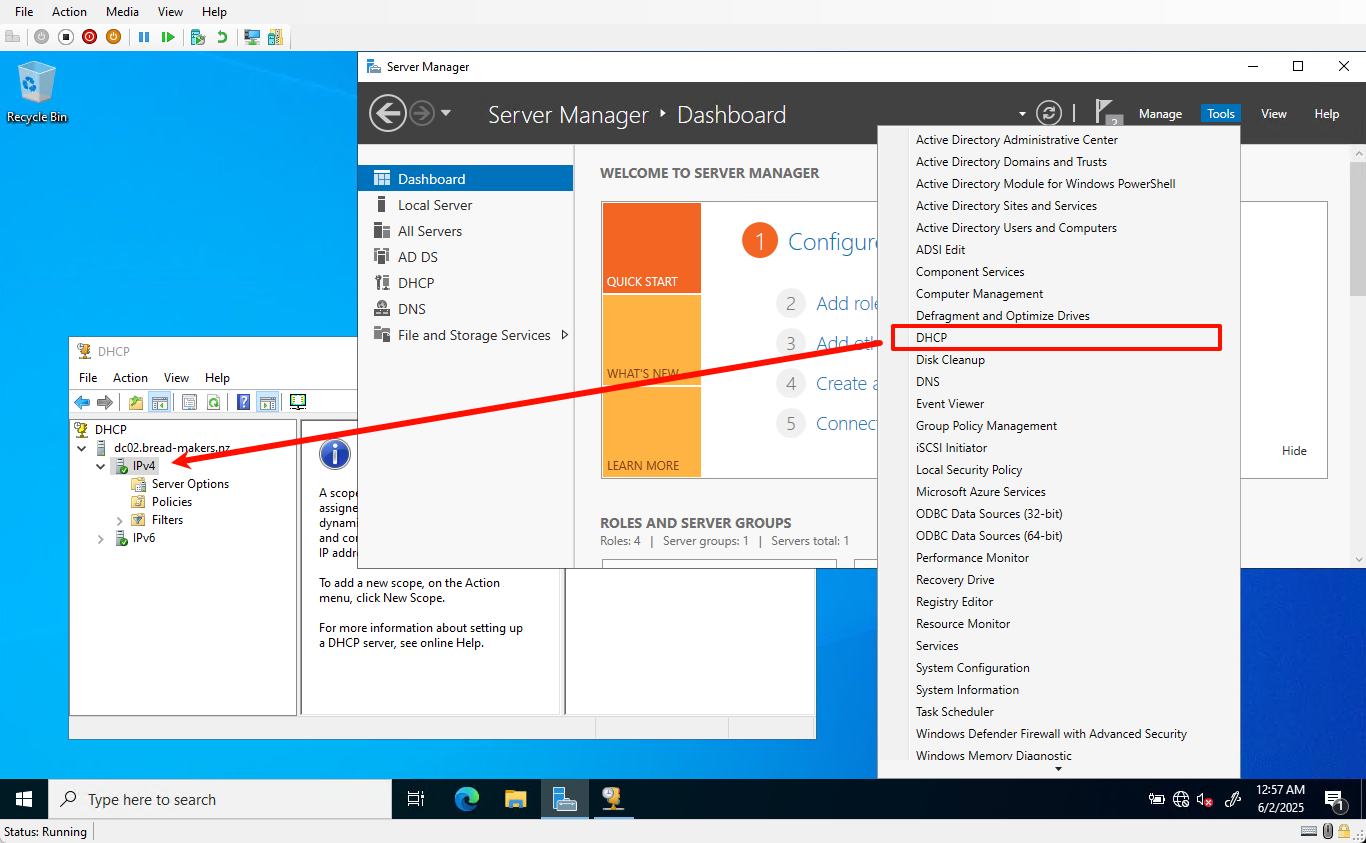 File Action Media View Help
Recycle Bin
Server Manager
Server Manager ‣ Dashboard
2
Manage Tools View Help
Dashboard
Local Server
All Servers
AD DS
DHCP
DNS
File and Storage Services
WELCOME TO SERVER MANAGER
QUICK START
WHAT'S NEW
LEARN MORE
1 Configure
2 Add role
3 Add oth
4 Create a
5 Connec
Hide
ROLES AND SERVER GROUPS
Roles: 4 | Server groups: 1 | Servers total: 1
Active Directory Administrative Center
Active Directory Domains and Trusts
Active Directory Module for Windows PowerShell
Active Directory Sites and Services
Active Directory Users and Computers
ADSI Edit
Component Services
Computer Management
Defragment and Optimize Drives
DHCP
Disk Cleanup
DNS
Event Viewer
Group Policy Management
iSCSI Initiator
Local Security Policy
Microsoft Azure Services
ODBC Data Sources (32-bit)
ODBC Data Sources (64-bit)
Performance Monitor
Recovery Drive
Registry Editor
Resource Monitor
Services
System Configuration
System Information
Task Scheduler
Windows Defender Firewall with Advanced Security
Windows Memory Diagnostic
DHCP
File Action View Help
DHCP
dc02.bread-makers.nz
IPv4
Server Options
Policies
Filters
IPv6
A scope
assigne
dynami
and co
IP addr
To add a new scope, on the Action
menu, click New Scope.
For more information about setting up
a DHCP server, see online Help.
Type here to search
12:57 AM
6/2/2025
1
Status: Running